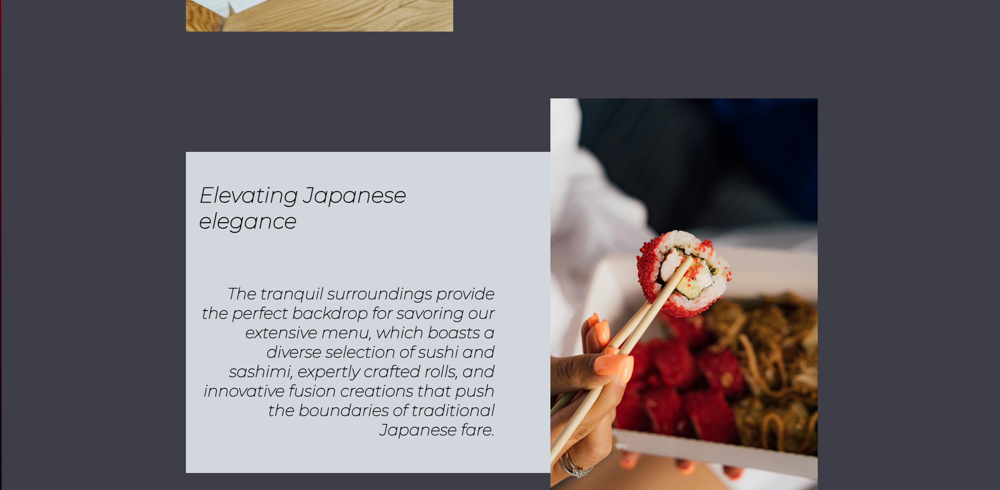 Elevating Japanese
elegance
The tranquil surroundings provide
the perfect backdrop for savoring our
extensive menu, which boasts a
diverse selection of sushi and
sashimi, expertly crafted rolls, and
innovative fusion creations that push
the boundaries of traditional
Japanese fare.